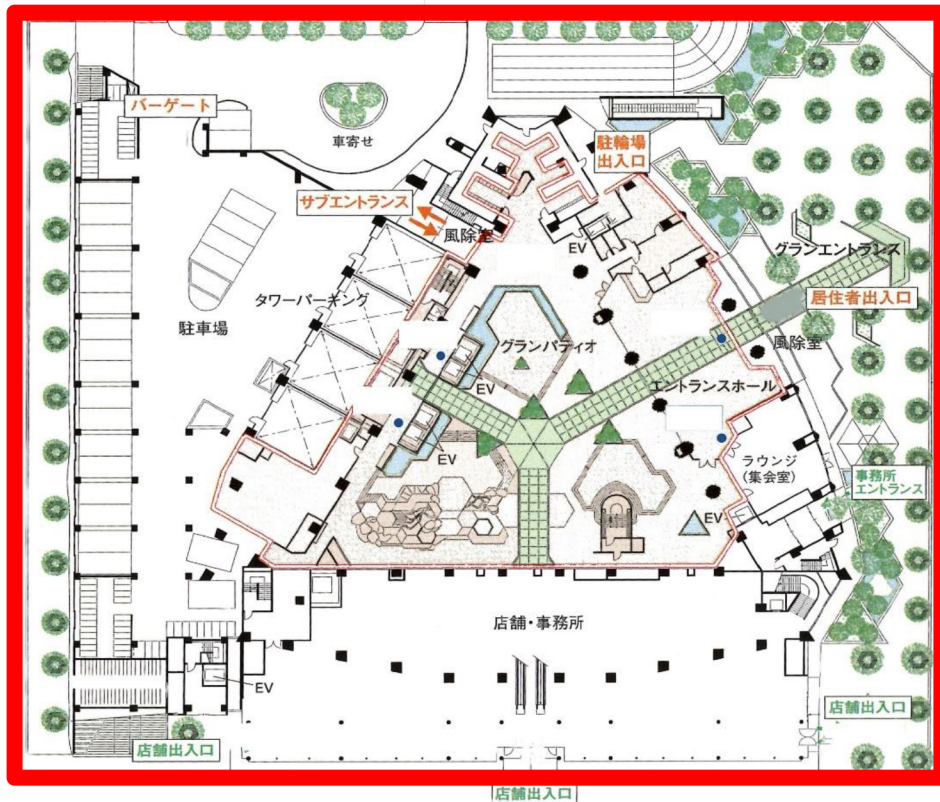 バーゲート
車寄せ
駐輪場
出入口
サブエントランス
風除室
EV
グランエントランス
居住者出入口
タワーパーキング
駐車場
グランパティオ
風除室
EV
エントランスホール
EV
ラウンジ
(集会室)
事務所
エントランス
EV
店舗・事務所
EV
店舗出入口
店舗出入口
店舗出入口